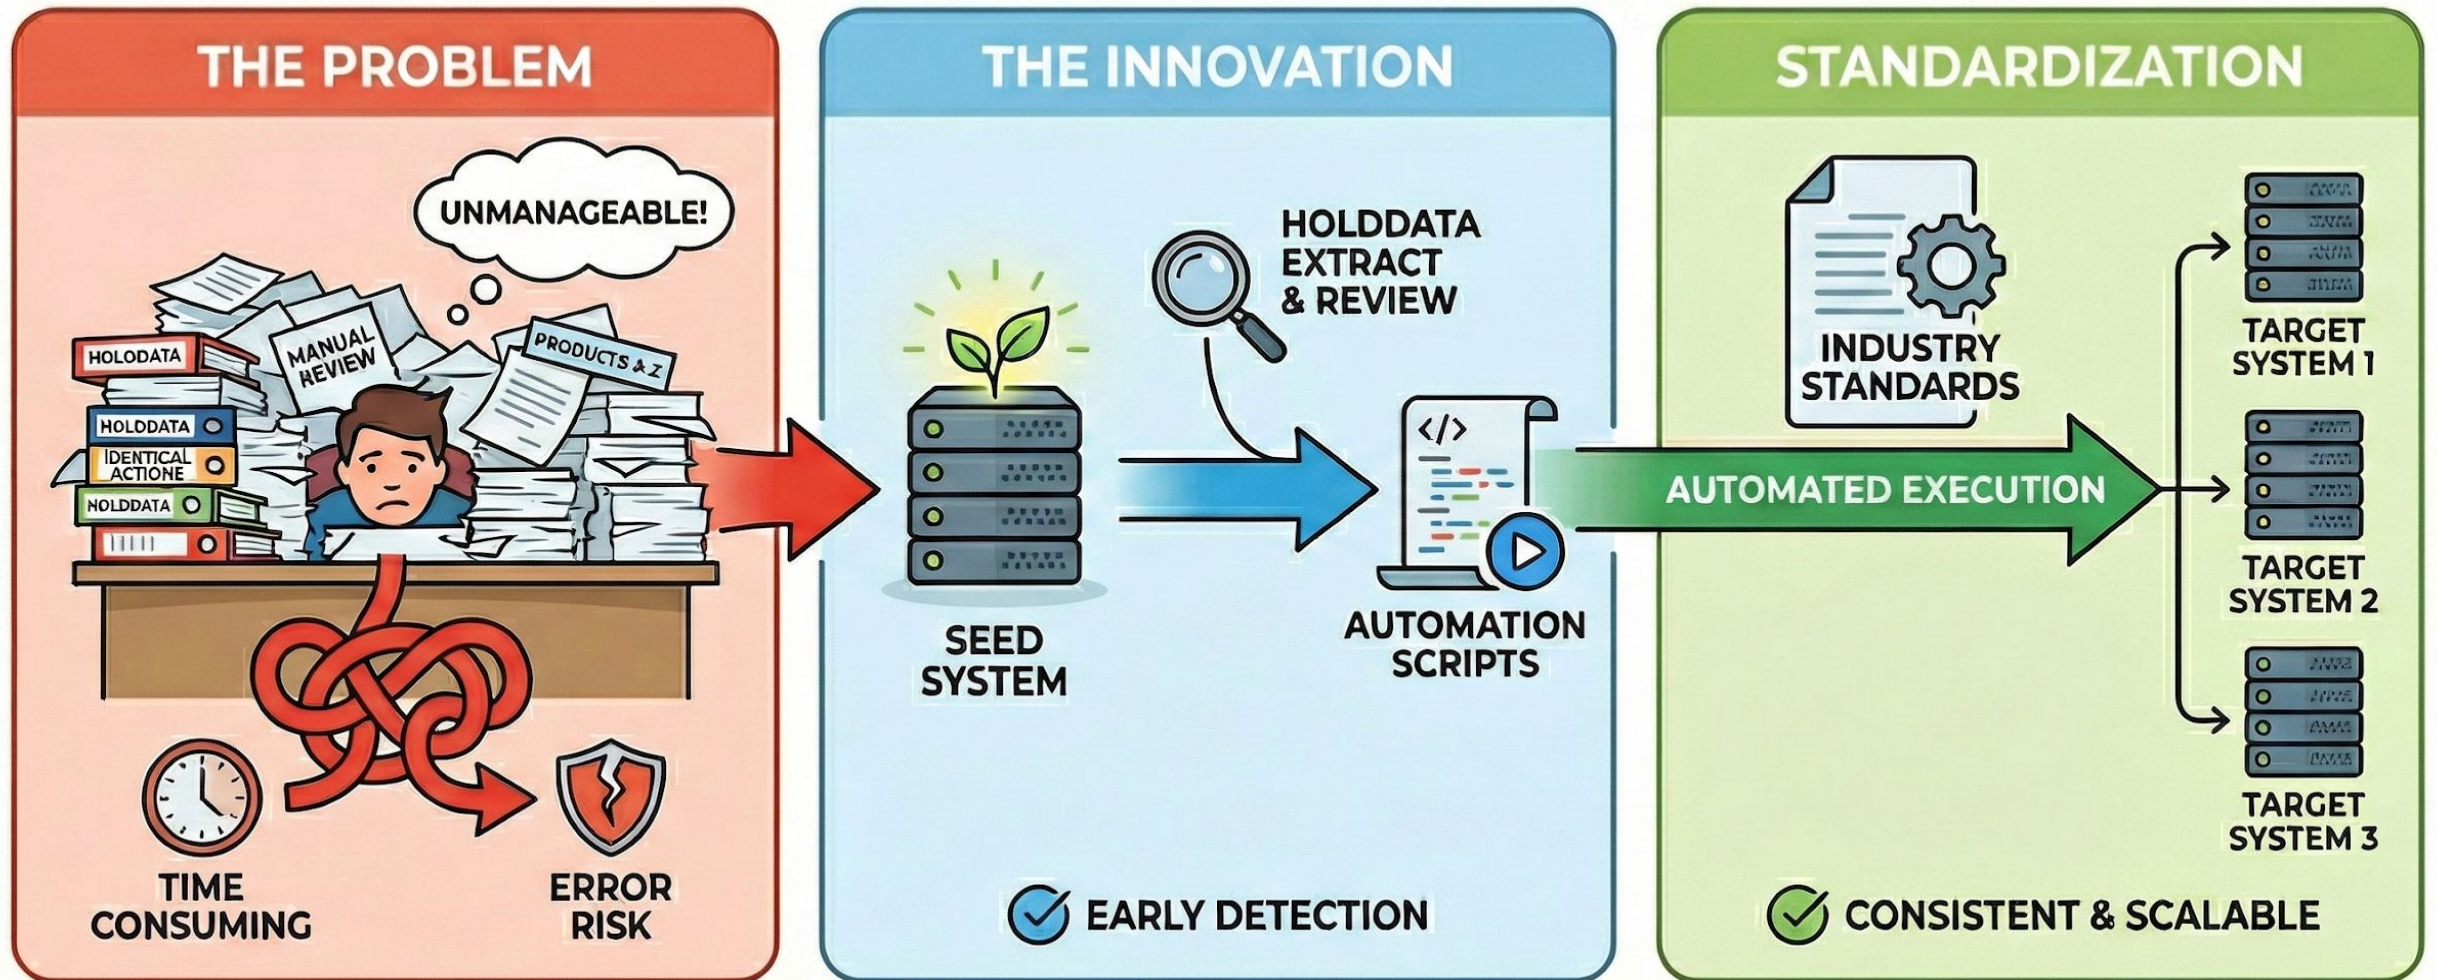 THE PROBLEM
UNMANAGEABLE!
MANUAL
REVIEW
PRODUCTS & Z
HOLODATA
HOLDDATA
IDENTICAL
ACTIONE
NOLDDATA
TIME
CONSUMING
ERROR
RISK
THE INNOVATION
HOLDDATA
EXTRACT
& REVIEW
</>
SEED
SYSTEM
AUTOMATION
SCRIPTS
EARLY DETECTION
STANDARDIZATION
INDUSTRY
STANDARDS
AUTOMATED EXECUTION
TARGET
SYSTEM 1
TARGET
SYSTEM 2
TARGET
SYSTEM 3
CONSISTENT & SCALABLE